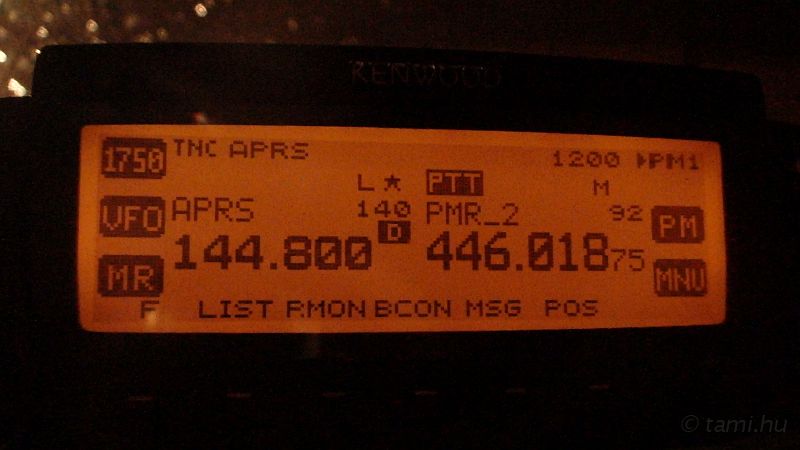 KENWOOD
1750 TNC APRS 1200 ▶PM1
L ★ PTT M
VFO APRS 140 PMR_2 92 PM
D
144.800 446.01875
MR MNU
F LIST RMON BCON MSG POS
© tami.hu